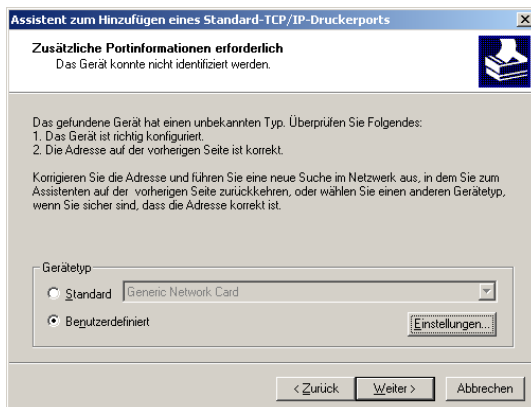 Assistent zum Hinzufügen eines Standard-TCP/IP-Druckerports
Zusätzliche Portinformationen erforderlich
Das Gerät konnte nicht identifiziert werden.
Das gefundene Gerät hat einen unbekannten Typ. Überprüfen Sie Folgendes:
1. Das Gerät ist richtig konfiguriert.
2. Die Adresse auf der vorherigen Seite ist korrekt.
Korrigieren Sie die Adresse und führen Sie eine neue Suche im Netzwerk aus, in dem Sie zum
Assistenten auf der vorherigen Seite zurückkehren, oder wählen Sie einen anderen Gerätetyp,
wenn Sie sicher sind, dass die Adresse korrekt ist.
Gerätetyp
Standard Generic Network Card
Benutzerdefiniert Einstellungen...
< Zurück Weiter > Abbrechen